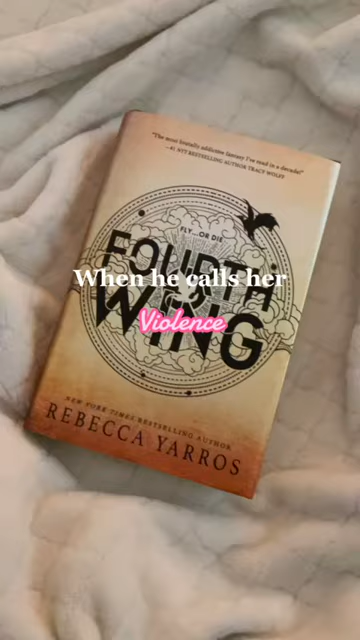 "The most brutally addictive fantasy I've read in a decade!"
—#1 NYT BESTSELLING AUTHOR TRACY WOLFF
FLY...OR DIE
FOURTH
When he calls her
WING
Violence
NEW YORK TIMES BESTSELLING AUTHOR
REBECCA YARROS